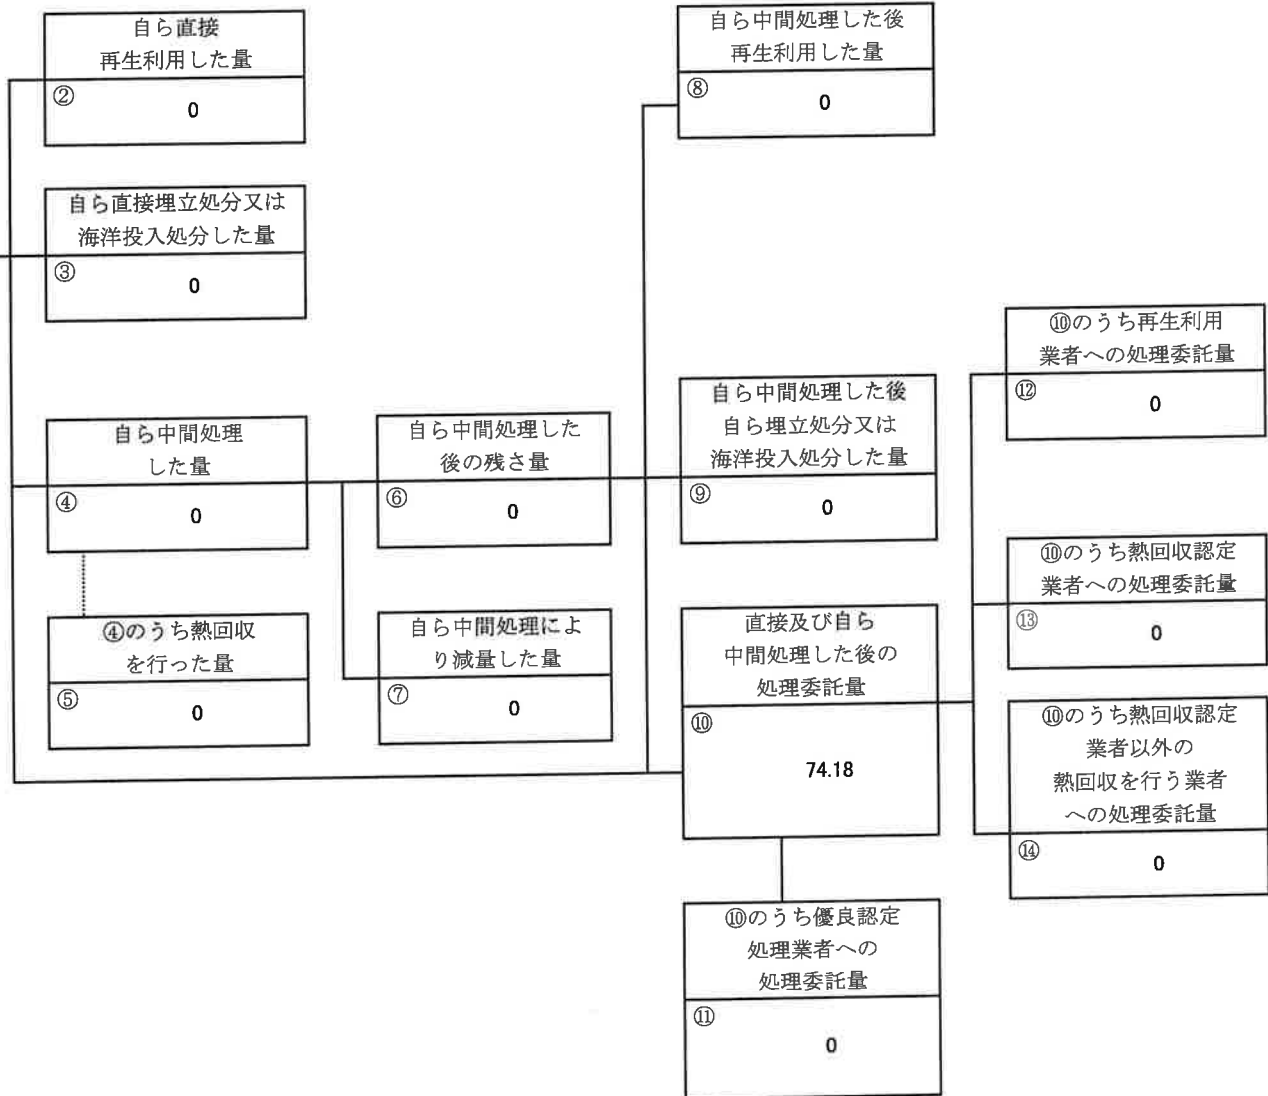 自ら直接
再生利用した量
②
0
自ら直接埋立処分又は
海洋投入処分した量
③
0
自ら中間処理
した量
④
0
④のうち熱回収
を行った量
⑤
0
自ら中間処理した
後の残さ量
⑥
0
自ら中間処理によ
り減量した量
⑦
0
自ら中間処理した後
再生利用した量
⑧
0
自ら中間処理した後
自ら埋立処分又は
海洋投入処分した量
⑨
0
直接及び自ら
中間処理した後の
処理委託量
⑩
74.18
⑩のうち優良認定
処理業者への
処理委託量
⑪
0
⑩のうち再生利用
業者への処理委託量
⑫
0
⑩のうち熱回収認定
業者への処理委託量
⑬
0
⑩のうち熱回収認定
業者以外の
熱回収を行う業者
への処理委託量
⑭
0